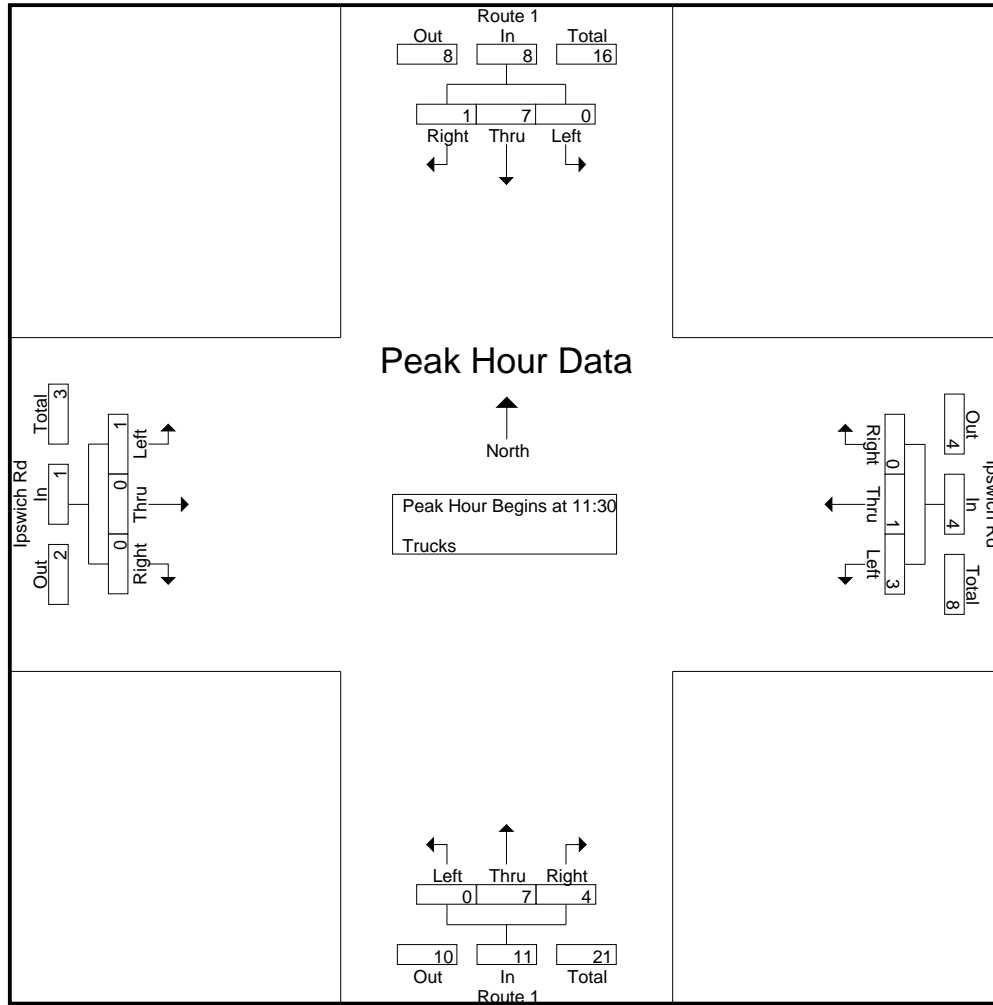 Route 1
Out In Total
8 8 16
1 7 0
Right Thru Left
Peak Hour Data
North
Peak Hour Begins at 11:30
Trucks
Ipswich Rd
Total In Out
3 1 2
1 0 0
Left Thru Right
Ipswich Rd
Out In Total
4 4 8
0 1 3
Right Thru Left
Left Thru Right
0 7 4
10 11 21
Out In Total
Route 1